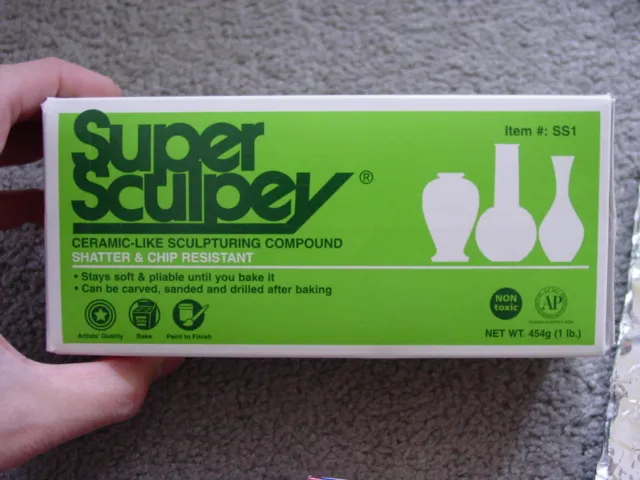 Super
Sculpey®
Item #: SS1
CERAMIC-LIKE SCULPTURING COMPOUND
SHATTER & CHIP RESISTANT
• Stays soft & pliable until you bake it
• Can be carved, sanded and drilled after baking
Artists' Quality
Bake
Paint to Finish
NON
toxic
AP
NET WT. 454g (1 lb.)